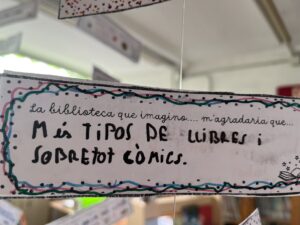 La biblioteca que imagino.... m'agradaria que...
Més TIPOS DE LLIBRES i
SOBRETOT CÒMICS.